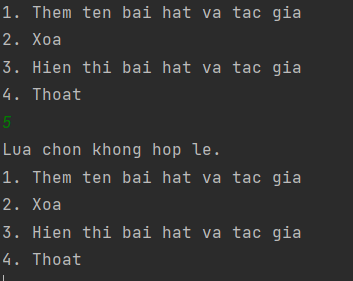 1. Them ten bai hat va tac gia
2. Xoa
3. Hien thi bai hat va tac gia
4. Thoat
5
Lua chon khong hop le.
1. Them ten bai hat va tac gia
2. Xoa
3. Hien thi bai hat va tac gia
4. Thoat